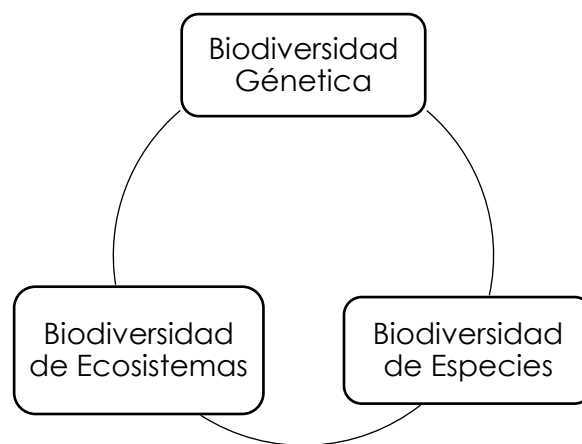 Biodiversidad
Génetica
Biodiversidad
de Ecosistemas
Biodiversidad
de Especies